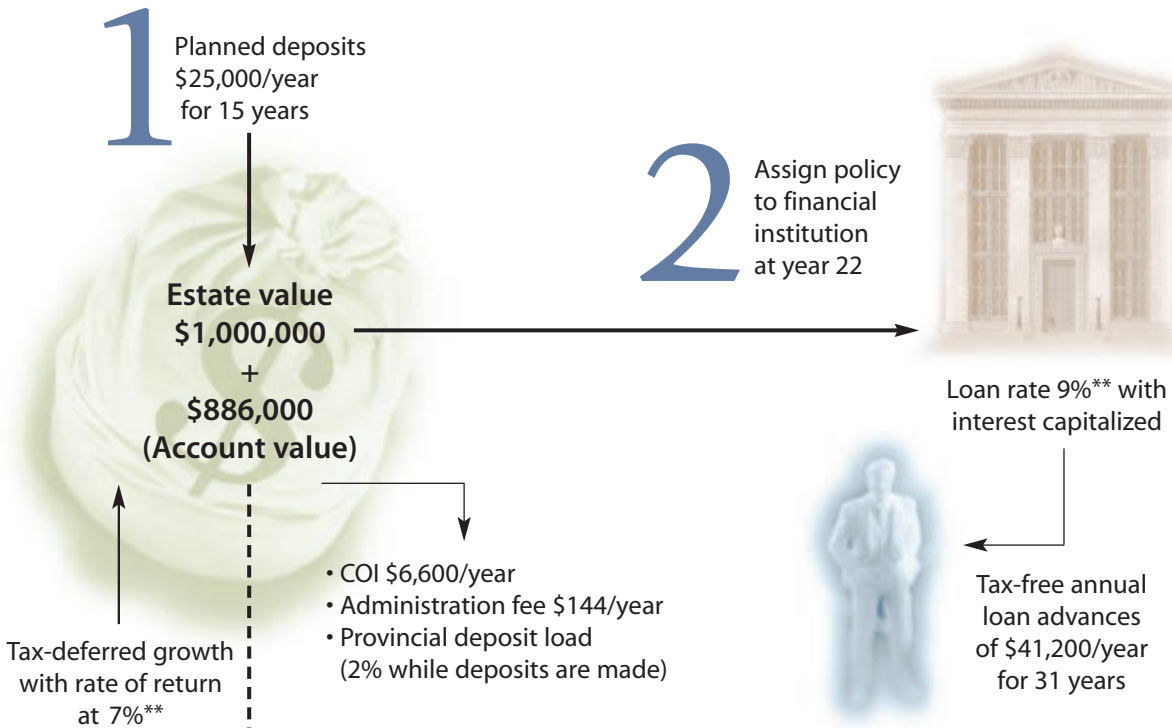 1
Planned deposits
$25,000/year
for 15 years
2
Assign policy
to financial
institution
at year 22
Estate value
$1,000,000
+
$886,000
(Account value)
Loan rate 9%** with
interest capitalized
• COI $6,600/year
• Administration fee $144/year
• Provincial deposit load
(2% while deposits are made)
Tax-deferred growth
with rate of return
at 7%**
Tax-free annual
loan advances
of $41,200/year
for 31 years
$